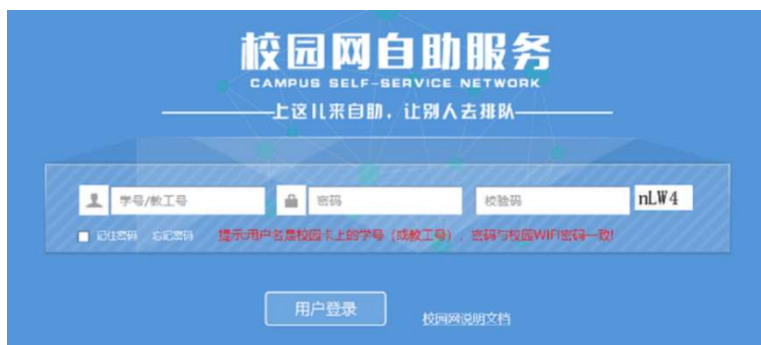 校园网自助服务
CAMPUS SELF-SERVICE NETWORK
上这儿来自助，让别人去排队
学号/教工号 密码 校验码 nLW4
记住密码 忘记密码 提示:用户名是校园卡上的学号（或教工号），密码与校园WIFI密码一致!
用户登录 校园网说明文档